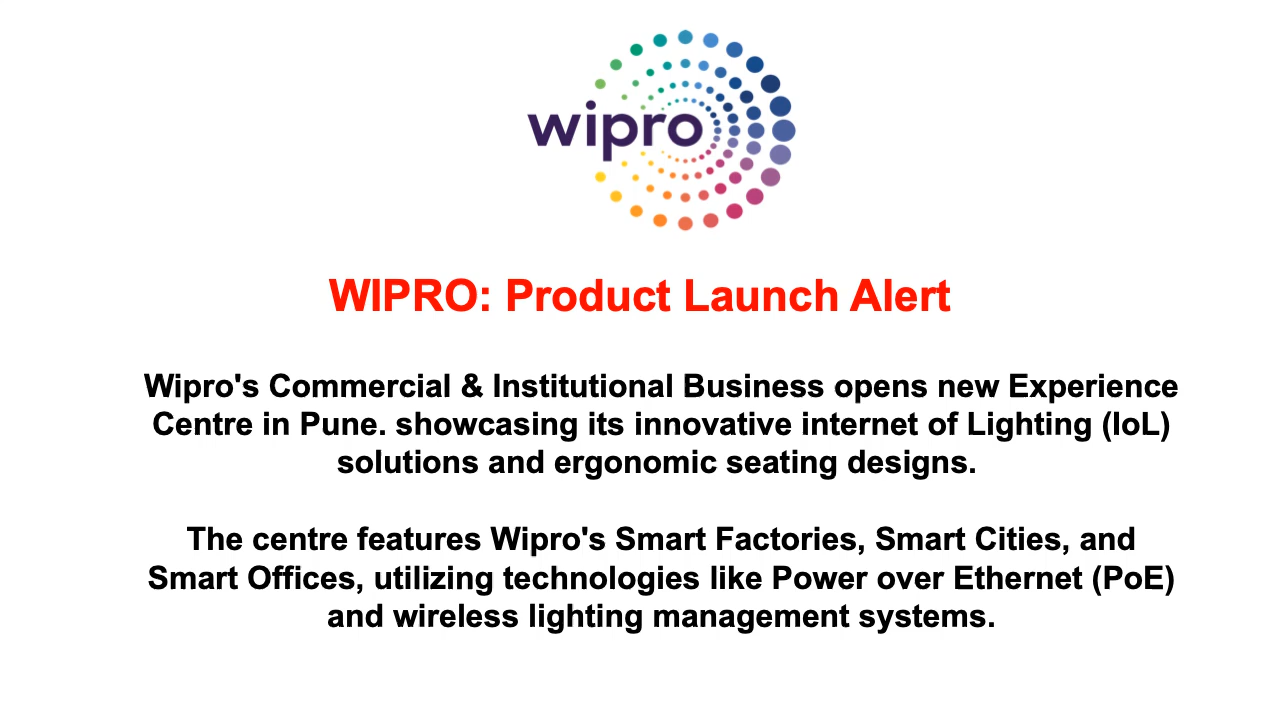 wipro
WIPRO: Product Launch Alert
Wipro's Commercial & Institutional Business opens new Experience
Centre in Pune. showcasing its innovative internet of Lighting (IoL)
solutions and ergonomic seating designs.
The centre features Wipro's Smart Factories, Smart Cities, and
Smart Offices, utilizing technologies like Power over Ethernet (PoE)
and wireless lighting management systems.